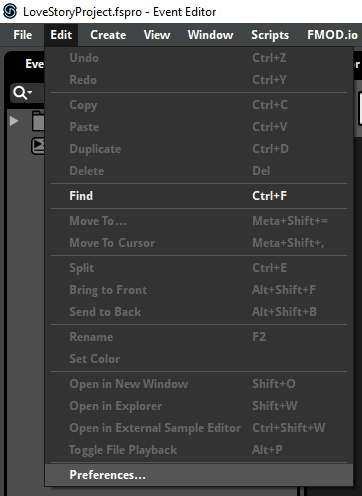 LoveStoryProject.fspro - Event Editor
File Edit Create View Window Scripts FMOD.io
Undo Ctrl+Z
Redo Ctrl+Y
Copy Ctrl+C
Paste Ctrl+V
Duplicate Ctrl+D
Delete Del
Find Ctrl+F
Move To... Meta+Shift+=
Move To Cursor Meta+Shift+,
Split Ctrl+E
Bring to Front Alt+Shift+F
Send to Back Alt+Shift+B
Rename F2
Set Color
Open in New Window Shift+O
Open in Explorer Shift+W
Open in External Sample Editor Ctrl+Shift+W
Toggle File Playback Alt+P
Preferences...